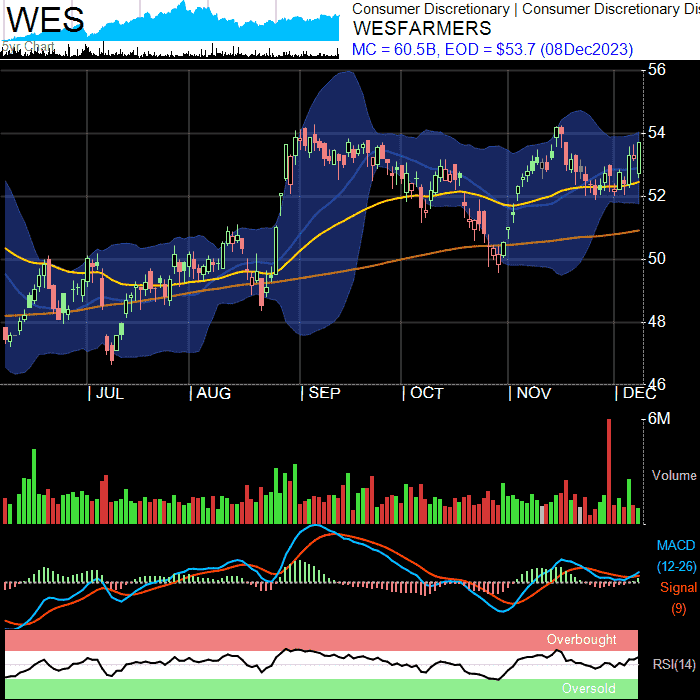 WES
5yr Chart
Consumer Discretionary | Consumer Discretionary Dis
WESFARMERS
MC = 60.5B, EOD = $53.7 (08Dec2023)
56
54
52
50
48
46
| JUL | AUG | SEP | OCT | NOV | DEC
6M
Volume
MACD
(12-26)
Signal
(9)
Overbought
RSI(14)
Oversold